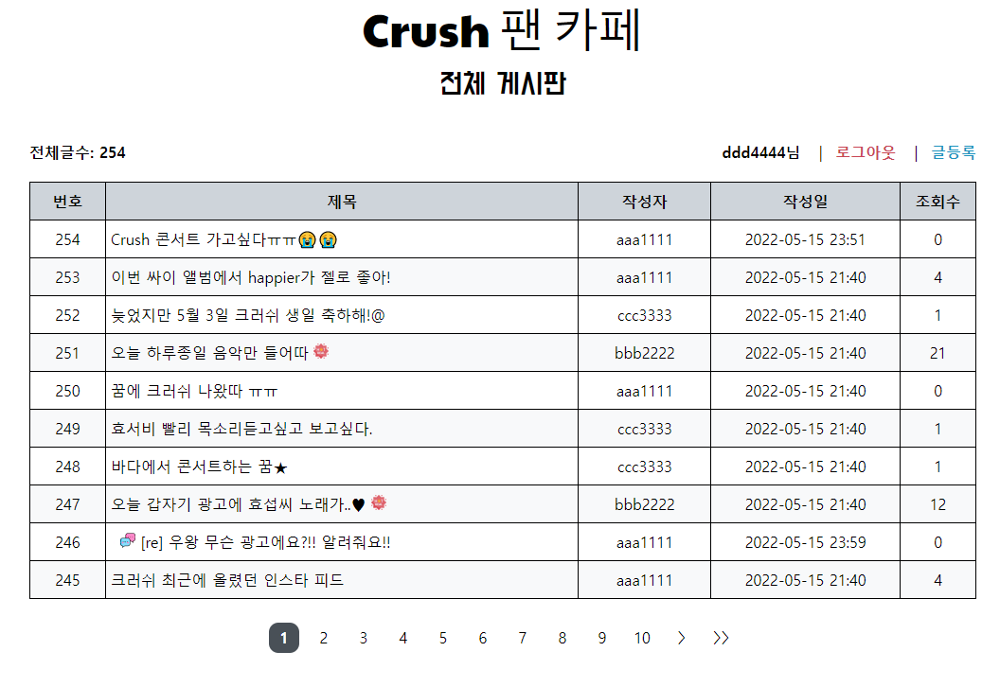 Crush 팬 카페
전체 게시판
전체글수: 254 ddd4444님 | 로그아웃 | 글등록
번호 제목 작성자 작성일 조회수
254 Crush 콘서트 가고싶다ㅠㅠ😭😭 aaa1111 2022-05-15 23:51 0
253 이번 싸이 앨범에서 happier가 젤로 좋아! aaa1111 2022-05-15 21:40 4
252 늦었지만 5월 3일 크러쉬 생일 축하해!@ ccc3333 2022-05-15 21:40 1
251 오늘 하루종일 음악만 들어따 bbb2222 2022-05-15 21:40 21
250 꿈에 크러쉬 나왔따 ㅠㅠ aaa1111 2022-05-15 21:40 0
249 효서비 빨리 목소리듣고싶고 보고싶다. ccc3333 2022-05-15 21:40 1
248 바다에서 콘서트하는 꿈★ ccc3333 2022-05-15 21:40 1
247 오늘 갑자기 광고에 효섭씨 노래가..♥ bbb2222 2022-05-15 21:40 12
246 [re] 우왕 무슨 광고에요?!! 알려줘요!! aaa1111 2022-05-15 23:59 0
245 크러쉬 최근에 올렸던 인스타 피드 aaa1111 2022-05-15 21:40 4
1 2 3 4 5 6 7 8 9 10 > >>